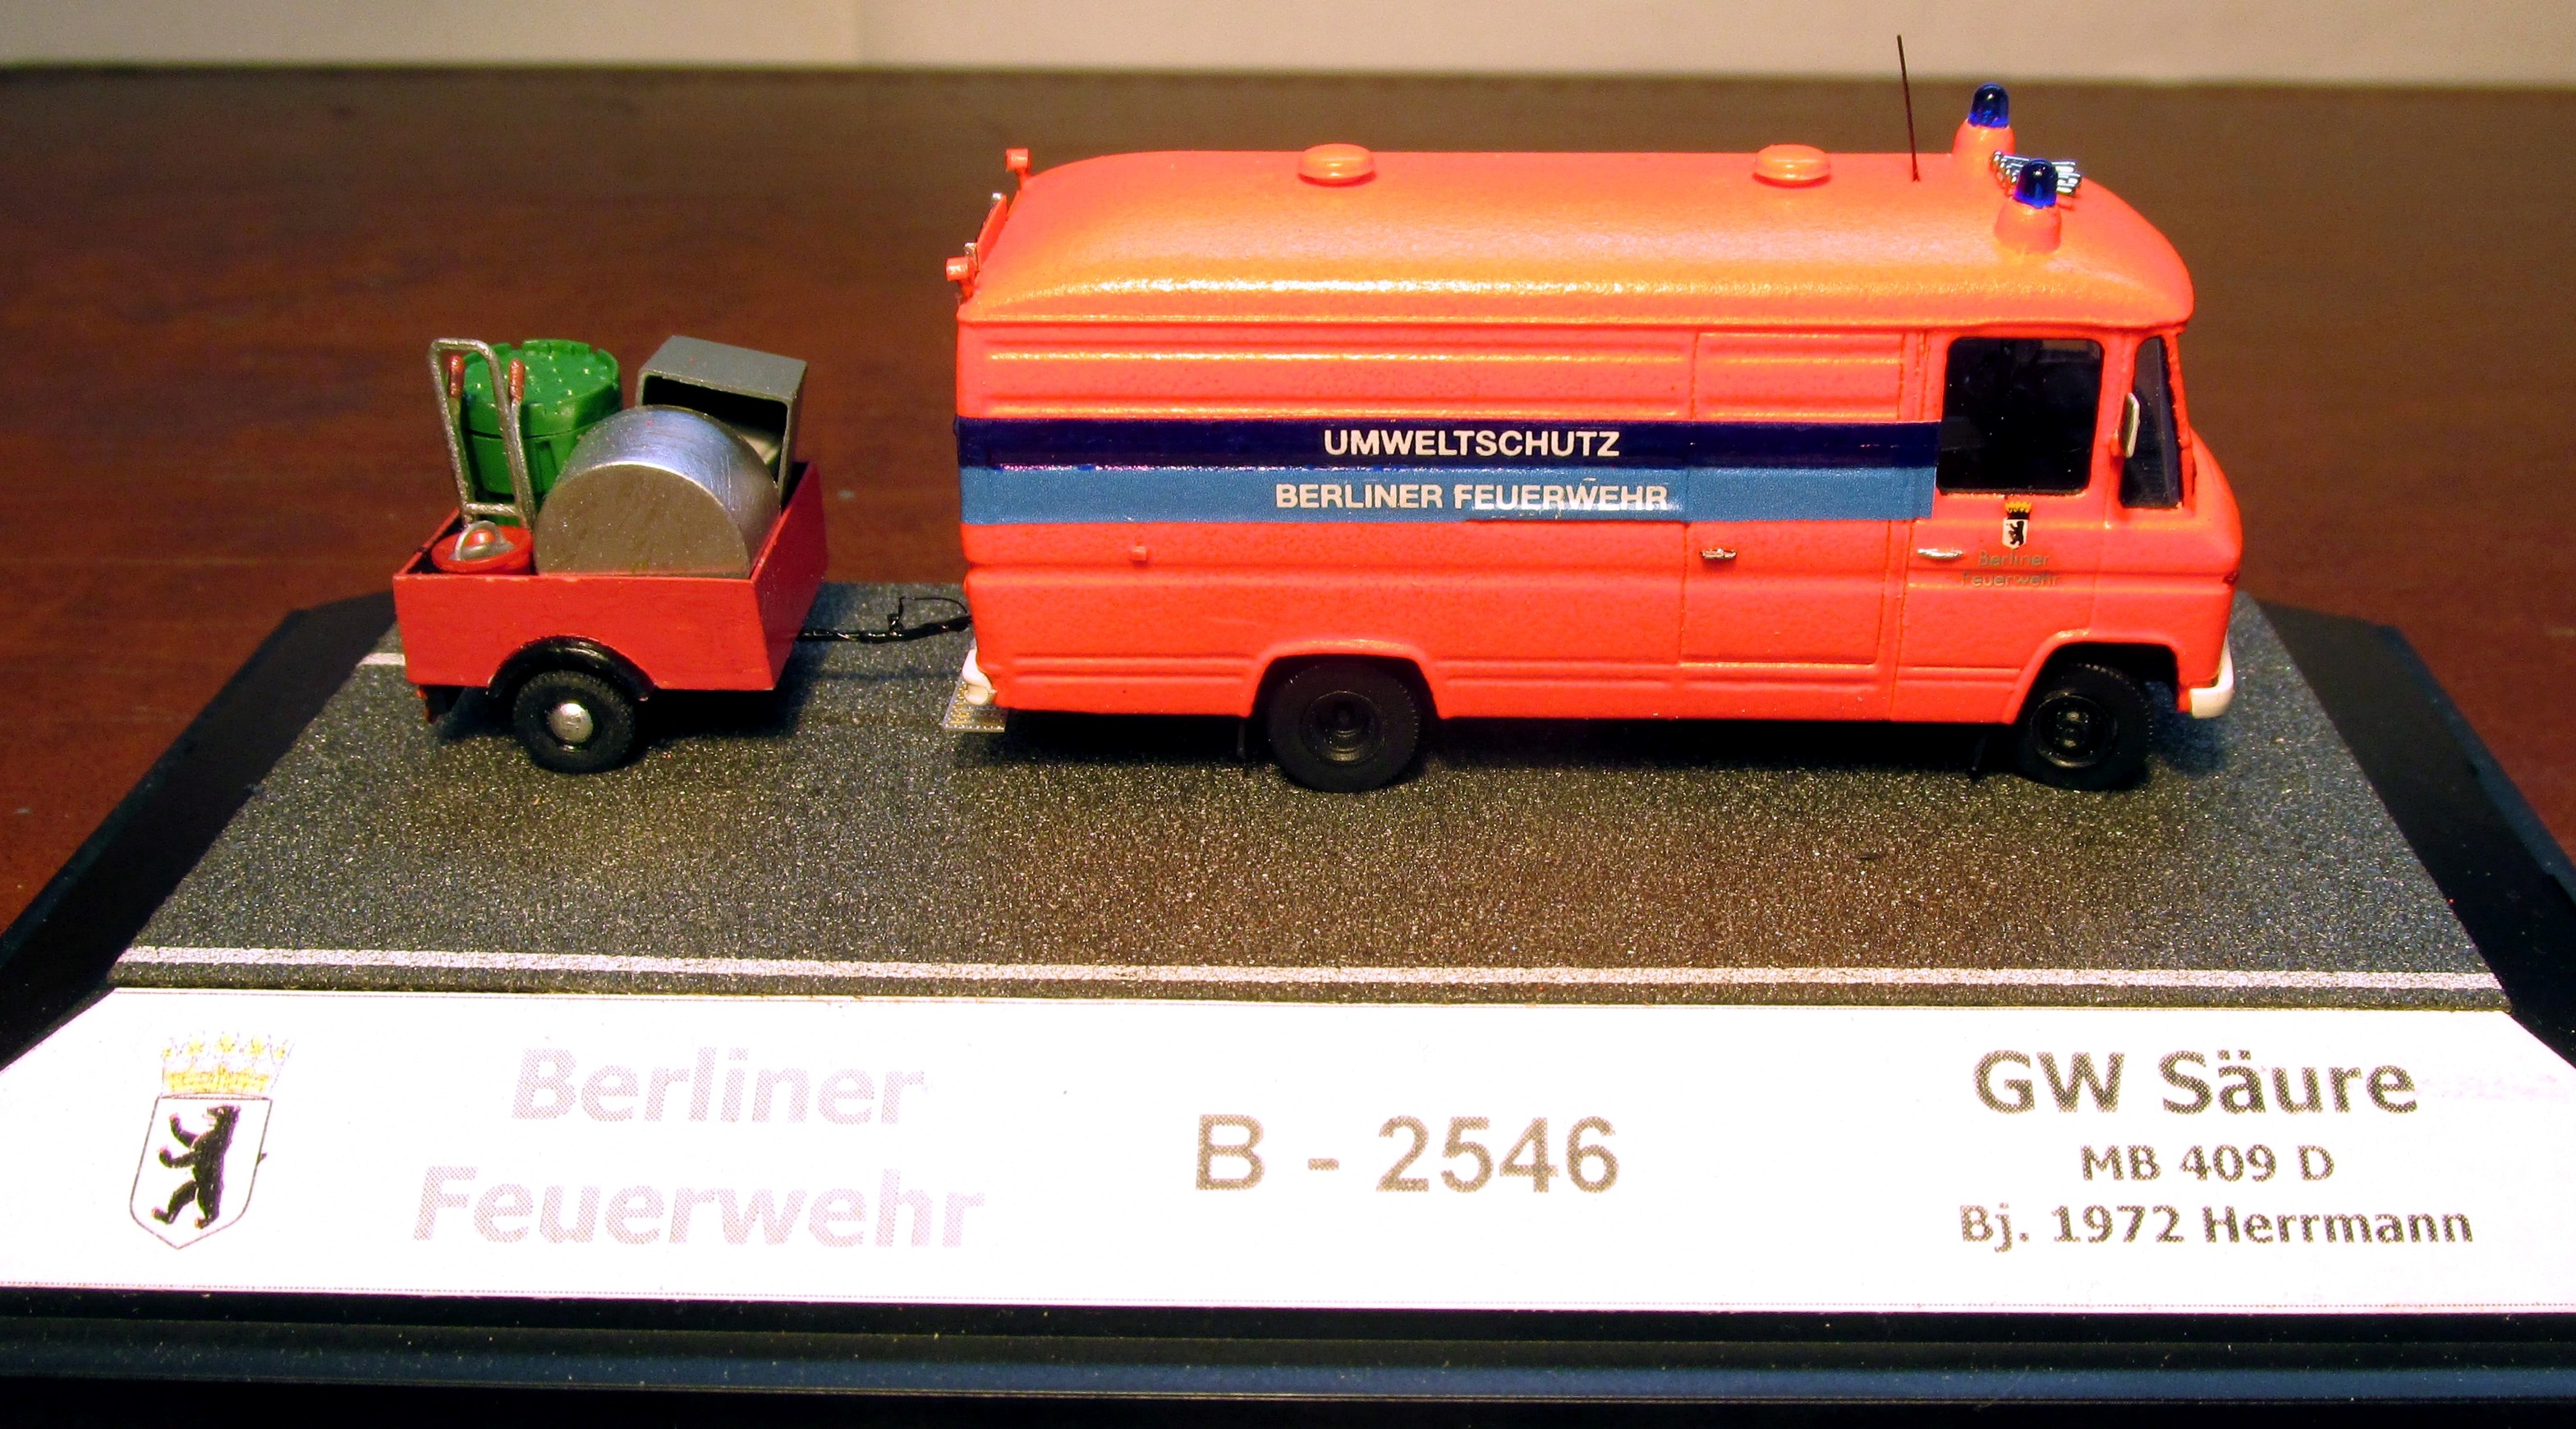 UMWELTSCHUTZ
BERLINER FEUERWEHR
Berliner
Feuerwehr
Berliner
Feuerwehr
B - 2546
GW Säure
MB 409 D
Bj. 1972 Herrmann